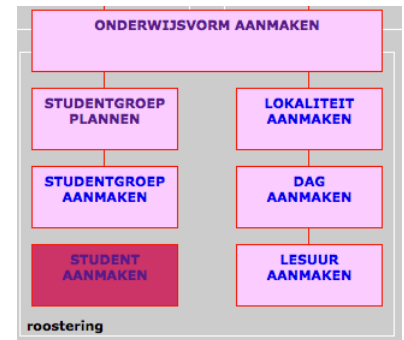 ONDERWIJSVORM AANMAKEN
STUDENTGROEP
PLANNEN
LOKALITEIT
AANMAKEN
STUDENTGROEP
AANMAKEN
DAG
AANMAKEN
STUDENT
AANMAKEN
LESUUR
AANMAKEN
roostering